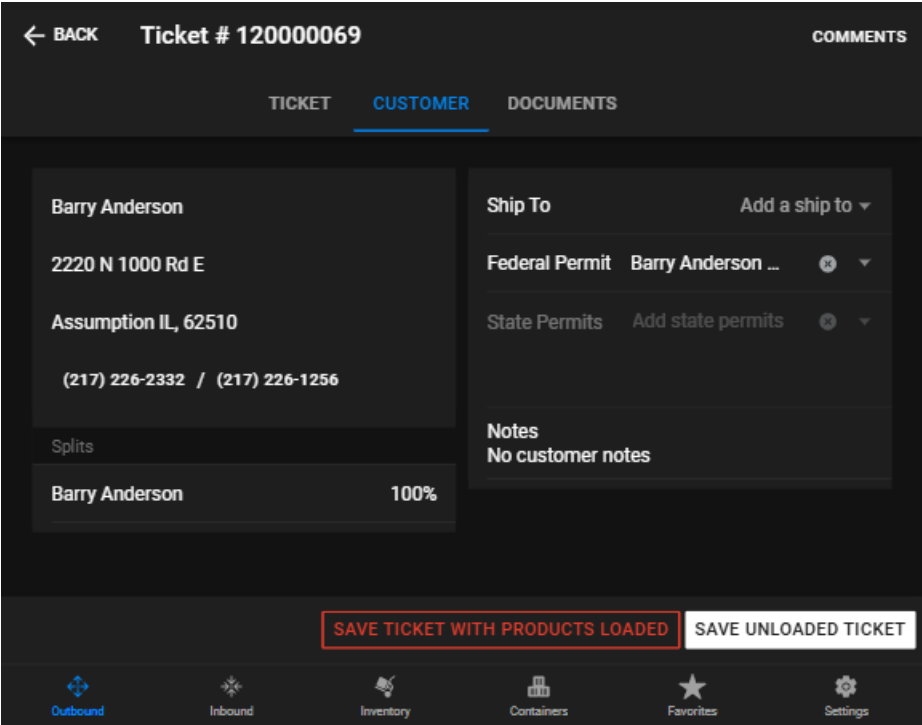 BACK Ticket # 120000069 COMMENTS
TICKET CUSTOMER DOCUMENTS
Barry Anderson
2220 N 1000 Rd E
Assumption IL, 62510
(217) 226-2332 / (217) 226-1256
Splits
Barry Anderson 100%
Ship To Add a ship to
Federal Permit Barry Anderson ...
State Permits Add state permits
Notes
No customer notes
SAVE TICKET WITH PRODUCTS LOADED SAVE UNLOADED TICKET
Outbound Inbound Inventory Containers Favorites Settings